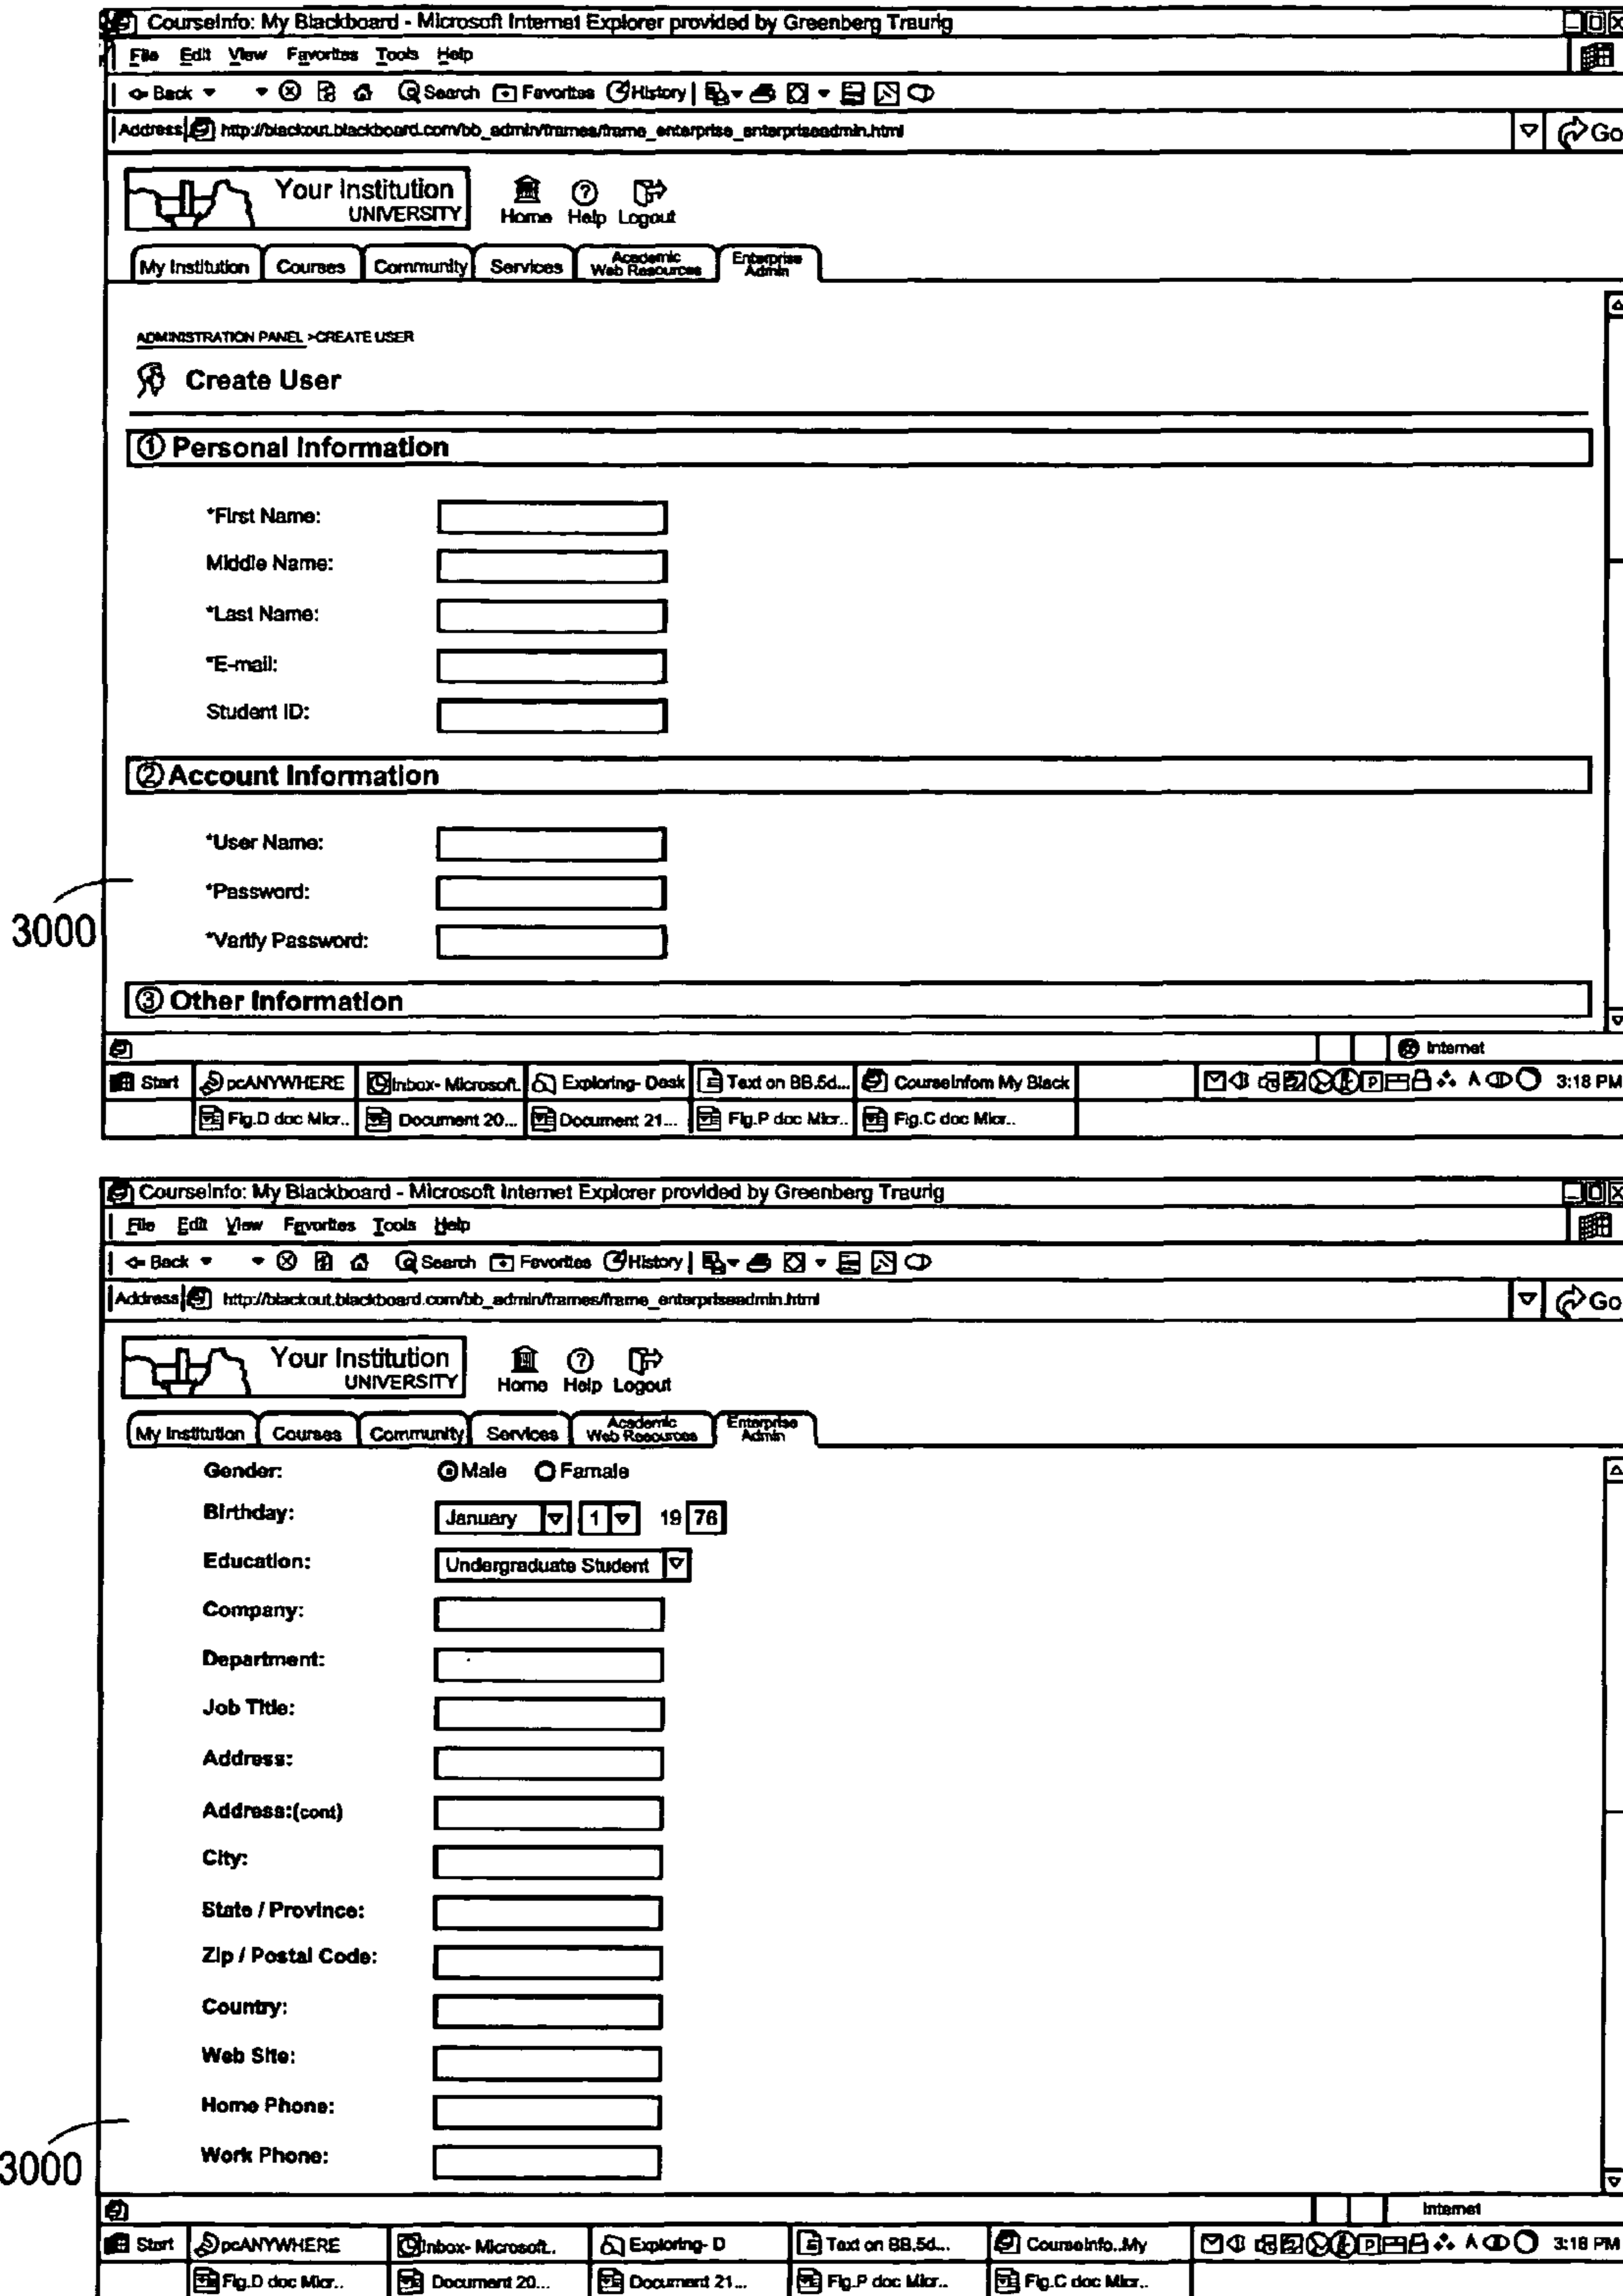 CourseInfo: My Blackboard - Microsoft Internet Explorer provided by Greenberg Traurig
File Edit View Favorites Tools Help
Back Search Favorites History
Address http://blackout.blackboard.com/bb_admin/frames/frame_enterprise_enterpriseadmin.html Go
Your Institution
UNIVERSITY
Home Help Logout
My Institution Courses Community Services Academic Web Resources Enterprise Admin
ADMINISTRATION PANEL >CREATE USER
Create User
1 Personal Information
*First Name:
Middle Name:
*Last Name:
*E-mail:
Student ID:
2 Account Information
*User Name:
*Password:
3000
*Varify Password:
3 Other Information
Internet
Start pcANYWHERE Inbox- Microsoft. Exploring- Desk Text on BB.5d... CourseInfom My Black 3:18 PM
Fig.D doc Micr.. Document 20... Document 21... Fig.P doc Micr.. Fig.C doc Micr..
CourseInfo: My Blackboard - Microsoft Internet Explorer provided by Greenberg Traurig
File Edit View Favorites Tools Help
Back Search Favorites History
Address http://blackout.blackboard.com/bb_admin/frames/frame_enterpriseadmin.html Go
Your Institution
UNIVERSITY
Home Help Logout
My Institution Courses Community Services Academic Web Resources Enterprise Admin
Gender: Male Famale
Birthday: January 1 19 76
Education: Undergraduate Student
Company:
Department:
Job Title:
Address:
Address:(cont)
City:
State / Province:
Zip / Postal Code:
Country:
Web Site:
Home Phone:
3000
Work Phone:
Internet
Start pcANYWHERE Inbox- Microsoft.. Exploring- D Text on BB.5d... CourseInfo..My 3:18 PM
Fig.D doc Micr.. Document 20... Document 21... Fig.P doc Micr.. Fig.C doc Micr..